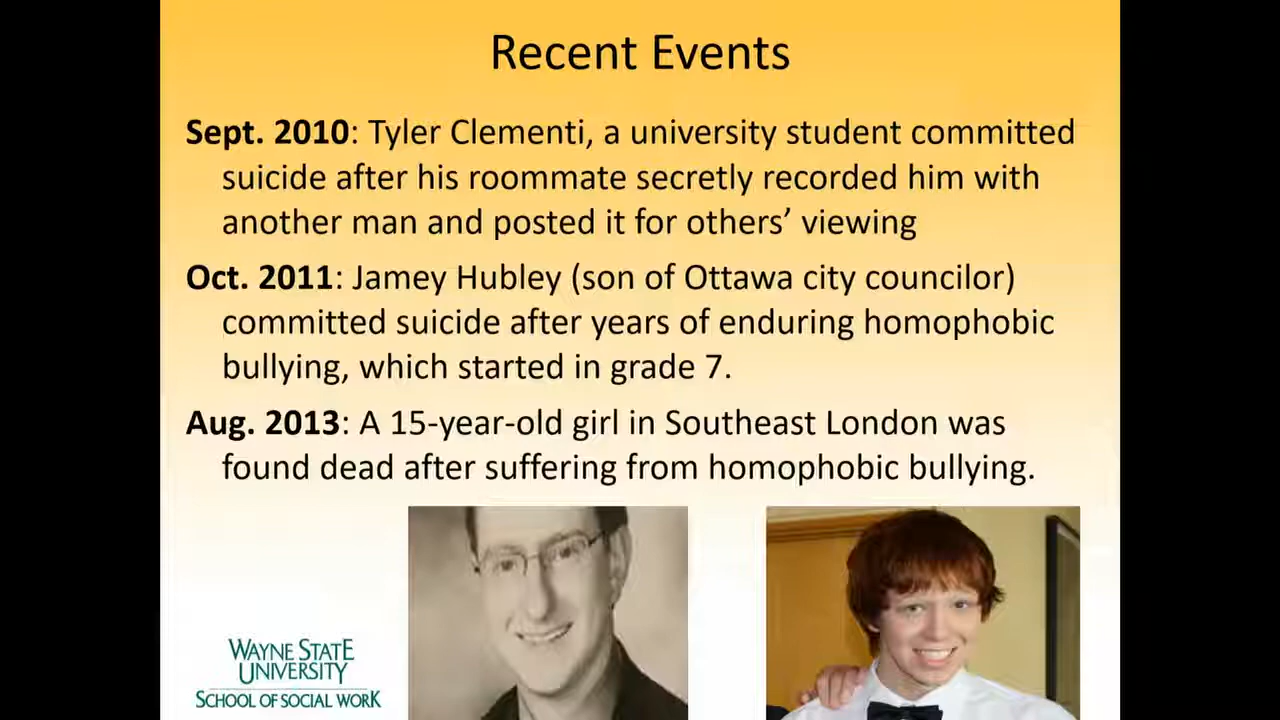 Recent Events
Sept. 2010: Tyler Clementi, a university student committed
suicide after his roommate secretly recorded him with
another man and posted it for others’ viewing
Oct. 2011: Jamey Hubley (son of Ottawa city councilor)
committed suicide after years of enduring homophobic
bullying, which started in grade 7.
Aug. 2013: A 15-year-old girl in Southeast London was
found dead after suffering from homophobic bullying.
WAYNE STATE
UNIVERSITY
SCHOOL OF SOCIAL WORK